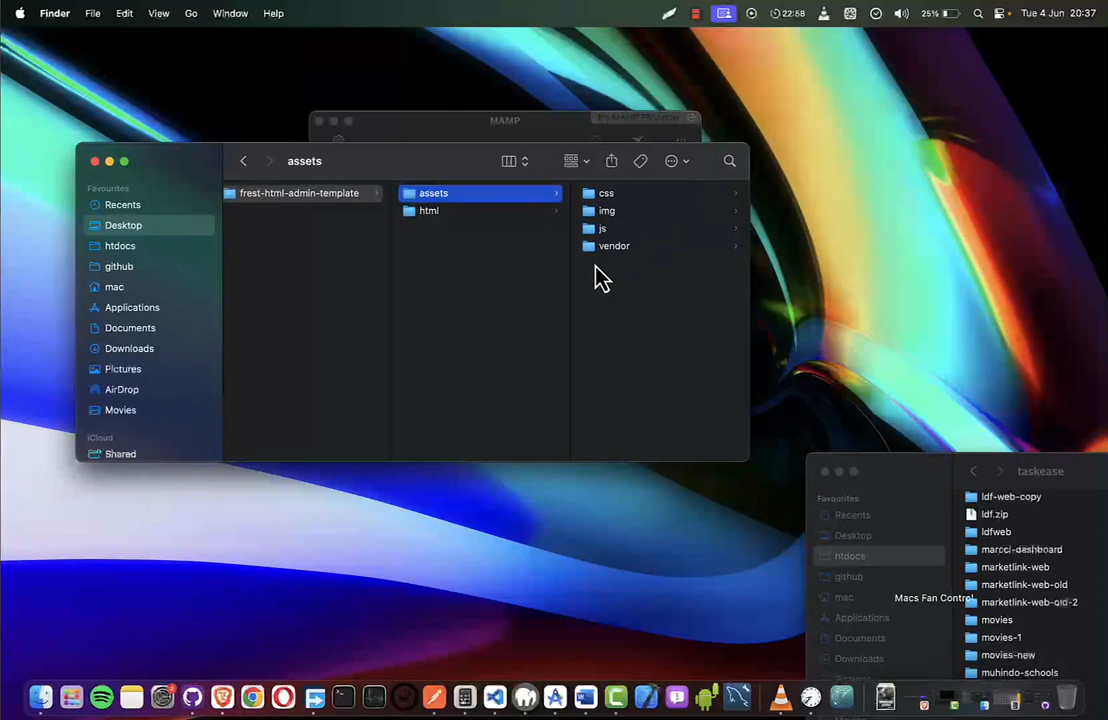 Finder File Edit View Go Window Help
22:58 25% Tue 4 Jun 20:37
MAMP
assets
Favourites
Recents
Desktop
htdocs
github
mac
Applications
Documents
Downloads
Pictures
AirDrop
Movies
iCloud
Shared
frest-html-admin-template
assets
html
css
img
js
vendor
taskease
Favourites
Recents
Desktop
htdocs
github
mac
Applications
Documents
Downloads
ldf-web-copy
ldf.zip
ldfweb
marcci-dashboard
marketlink-web
marketlink-web-old
marketlink-web-old-2
movies
movies-1
movies-new
muhindo-schools
Macs Fan Control